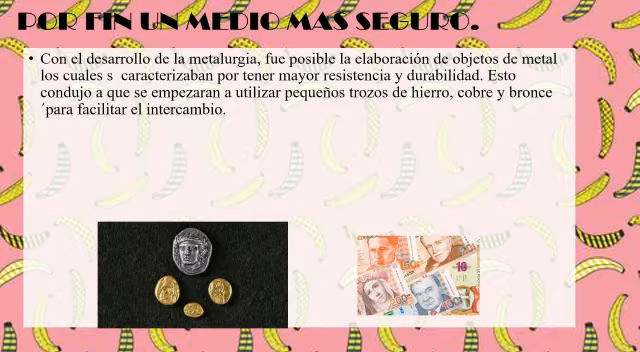 POR FIN UN MEDIO MAS SEGURO.
• Con el desarrollo de la metalurgia, fue posible la elaboración de objetos de metal
los cuales s  caracterizaban por tener mayor resistencia y durabilidad. Esto
condujo a que se empezaran a utilizar pequeños trozos de hierro, cobre y bronce
´para facilitar el intercambio.